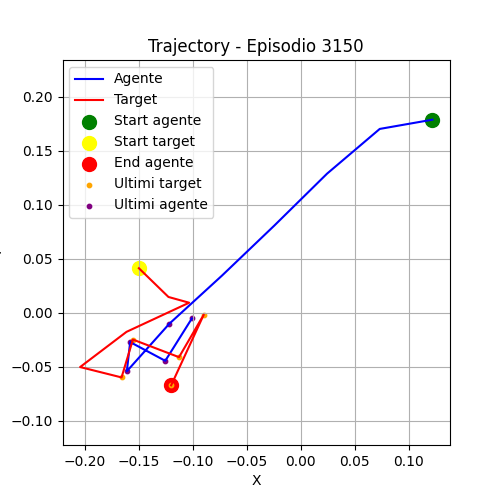 Trajectory - Episodio 3150
Agente
Target
Start agente
Start target
End agente
Ultimi target
Ultimi agente
0.20
0.15
0.10
0.05
0.00
−0.05
−0.10
−0.20
−0.15
−0.10
−0.05
0.00
0.05
0.10
X